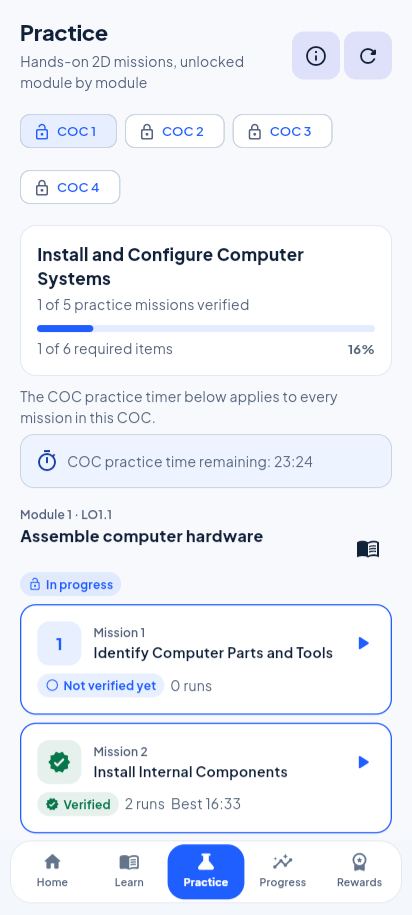 Practice
Hands-on 2D missions, unlocked
module by module
COC 1
COC 2
COC 3
COC 4
Install and Configure Computer
Systems
1 of 5 practice missions verified
1 of 6 required items
16%
The COC practice timer below applies to every
mission in this COC.
COC practice time remaining: 23:24
Module 1 · LO1.1
Assemble computer hardware
In progress
1
Mission 1
Identify Computer Parts and Tools
Not verified yet
0 runs
Mission 2
Install Internal Components
Verified
2 runs Best 16:33
Home
Learn
Practice
Progress
Rewards